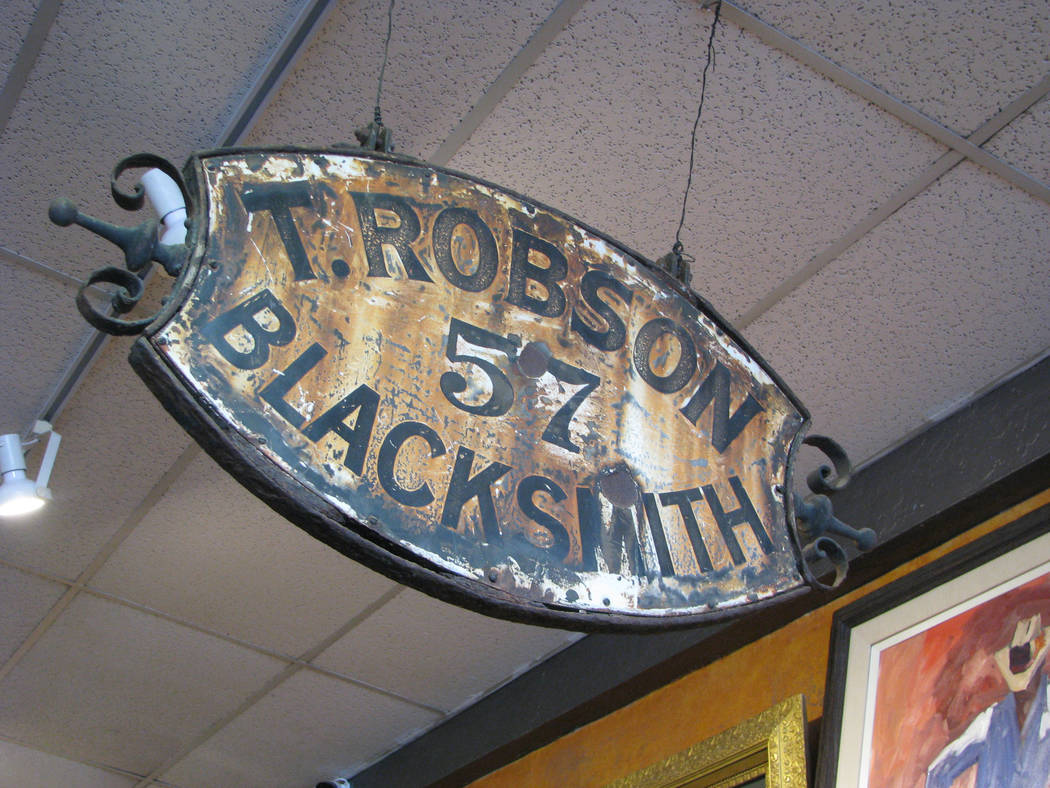 T. ROBSON
57
BLACKSMITH